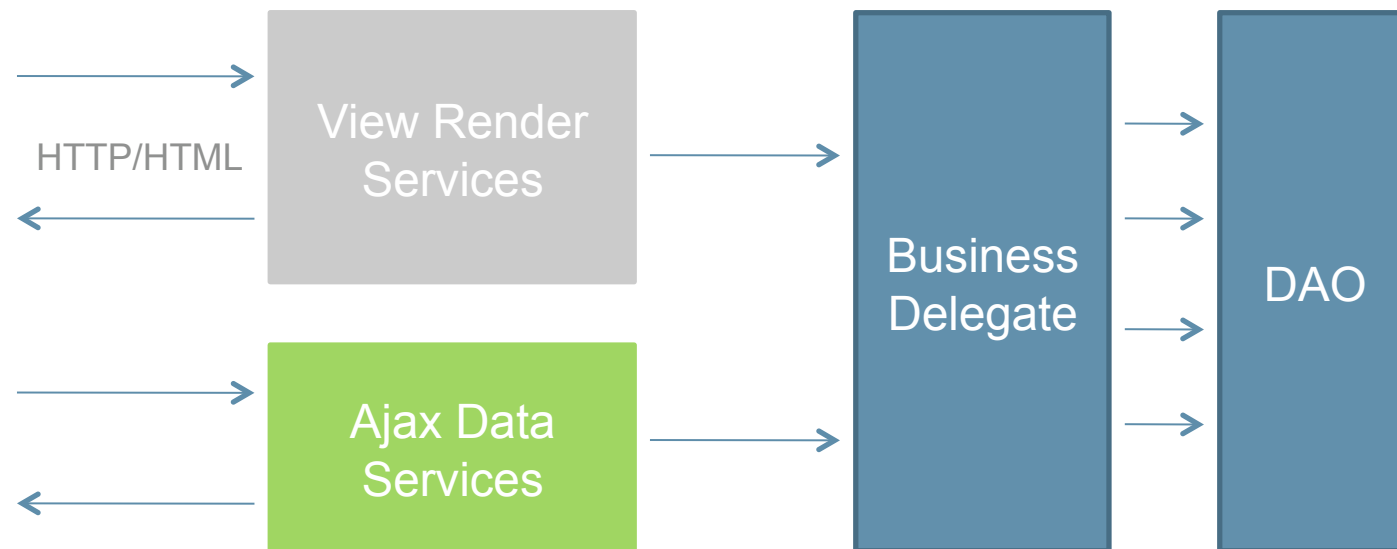 HTTP/HTML
View Render
Services
Ajax Data
Services
Business
Delegate
DAO